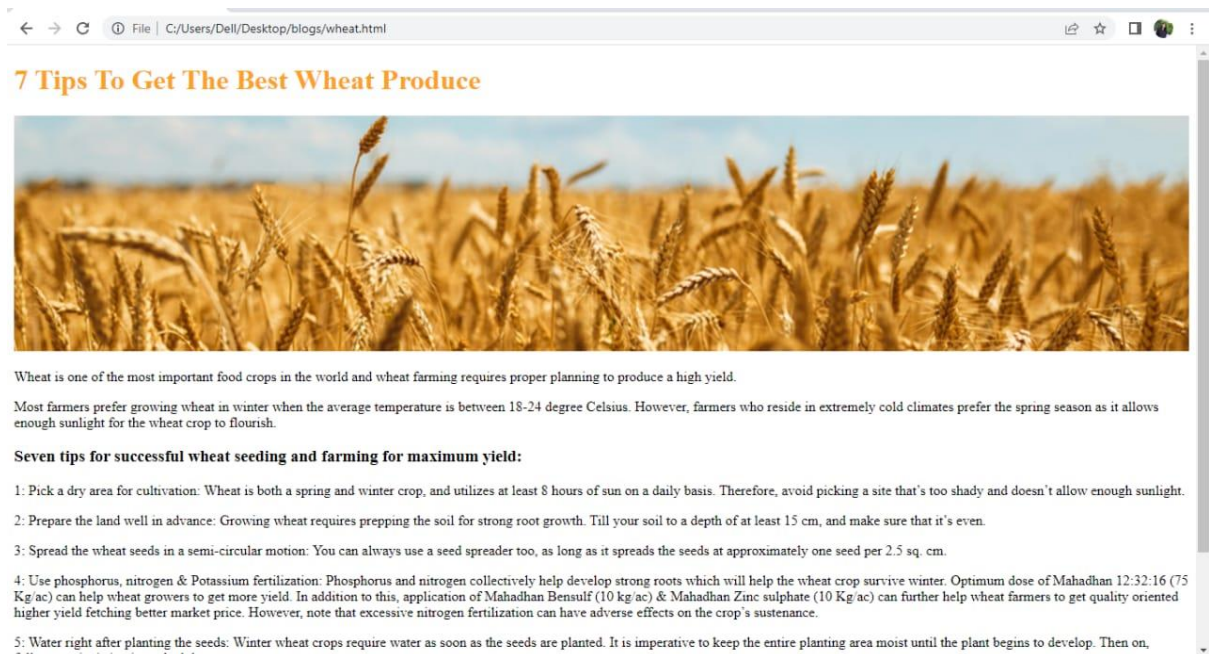 File | C:/Users/Dell/Desktop/blogs/wheat.html
7 Tips To Get The Best Wheat Produce
Wheat is one of the most important food crops in the world and wheat farming requires proper planning to produce a high yield.
Most farmers prefer growing wheat in winter when the average temperature is between 18-24 degree Celsius. However, farmers who reside in extremely cold climates prefer the spring season as it allows
enough sunlight for the wheat crop to flourish.
Seven tips for successful wheat seeding and farming for maximum yield:
1: Pick a dry area for cultivation: Wheat is both a spring and winter crop, and utilizes at least 8 hours of sun on a daily basis. Therefore, avoid picking a site that’s too shady and doesn’t allow enough sunlight.
2: Prepare the land well in advance: Growing wheat requires prepping the soil for strong root growth. Till your soil to a depth of at least 15 cm, and make sure that it’s even.
3: Spread the wheat seeds in a semi-circular motion: You can always use a seed spreader too, as long as it spreads the seeds at approximately one seed per 2.5 sq. cm.
4: Use phosphorus, nitrogen & Potassium fertilization: Phosphorus and nitrogen collectively help develop strong roots which will help the wheat crop survive winter. Optimum dose of Mahadhan 12:32:16 (75
Kg/ac) can help wheat growers to get more yield. In addition to this, application of Mahadhan Bensulf (10 kg/ac) & Mahadhan Zinc sulphate (10 Kg/ac) can further help wheat farmers to get quality oriented
higher yield fetching better market price. However, note that excessive nitrogen fertilization can have adverse effects on the crop’s sustenance.
5: Water right after planting the seeds: Winter wheat crops require water as soon as the seeds are planted. It is imperative to keep the entire planting area moist until the plant begins to develop. Then on,